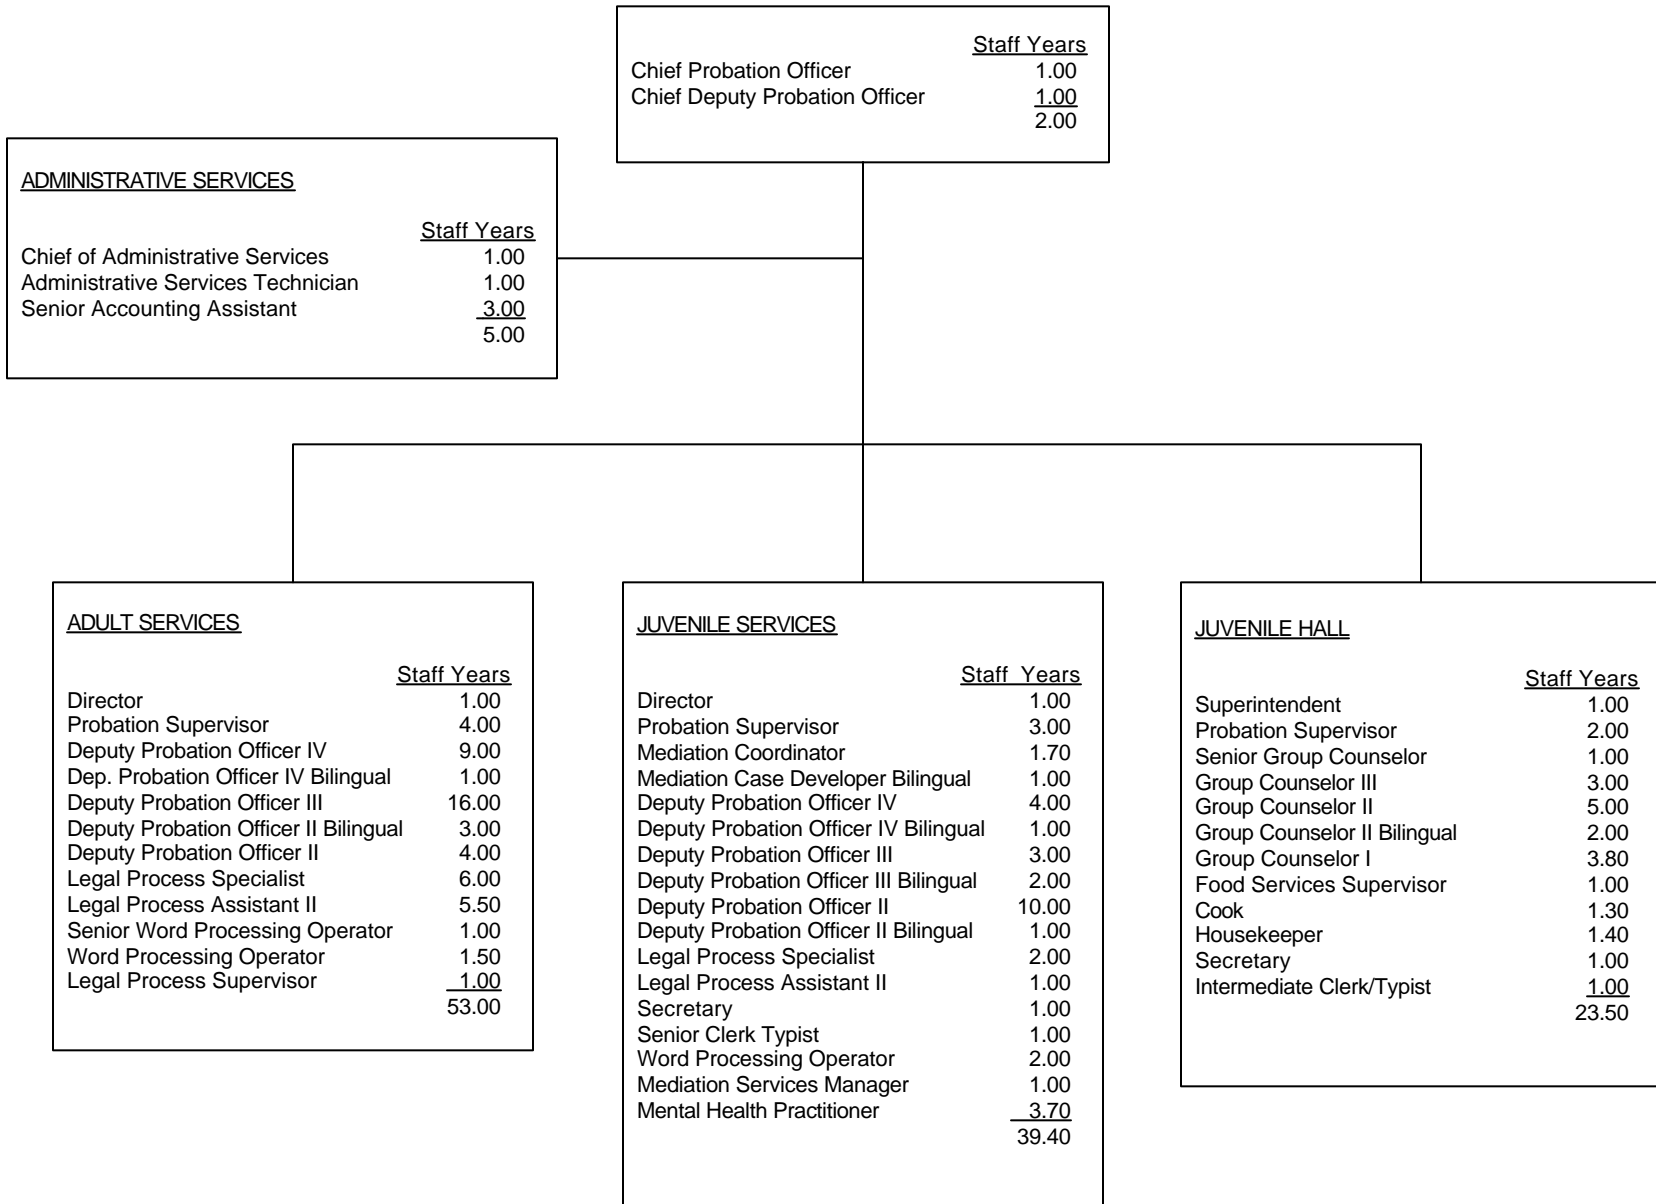 Staff Years
Chief Probation Officer 1.00
Chief Deputy Probation Officer 1.00
2.00
ADMINISTRATIVE SERVICES
Staff Years
Chief of Administrative Services 1.00
Administrative Services Technician 1.00
Senior Accounting Assistant 3.00
5.00
ADULT SERVICES
Staff Years
Director 1.00
Probation Supervisor 4.00
Deputy Probation Officer IV 9.00
Dep. Probation Officer IV Bilingual 1.00
Deputy Probation Officer III 16.00
Deputy Probation Officer II Bilingual 3.00
Deputy Probation Officer II 4.00
Legal Process Specialist 6.00
Legal Process Assistant II 5.50
Senior Word Processing Operator 1.00
Word Processing Operator 1.50
Legal Process Supervisor 1.00
53.00
JUVENILE SERVICES
Staff Years
Director 1.00
Probation Supervisor 3.00
Mediation Coordinator 1.70
Mediation Case Developer Bilingual 1.00
Deputy Probation Officer IV 4.00
Deputy Probation Officer IV Bilingual 1.00
Deputy Probation Officer III 3.00
Deputy Probation Officer III Bilingual 2.00
Deputy Probation Officer II 10.00
Deputy Probation Officer II Bilingual 1.00
Legal Process Specialist 2.00
Legal Process Assistant II 1.00
Secretary 1.00
Senior Clerk Typist 1.00
Word Processing Operator 2.00
Mediation Services Manager 1.00
Mental Health Practitioner 3.70
39.40
JUVENILE HALL
Staff Years
Superintendent 1.00
Probation Supervisor 2.00
Senior Group Counselor 1.00
Group Counselor III 3.00
Group Counselor II 5.00
Group Counselor II Bilingual 2.00
Group Counselor I 3.80
Food Services Supervisor 1.00
Cook 1.30
Housekeeper 1.40
Secretary 1.00
Intermediate Clerk/Typist 1.00
23.50